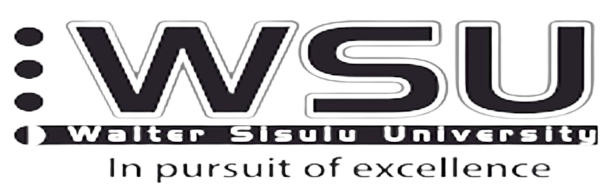 WSU
Walter Sisulu University
In pursuit of excellence